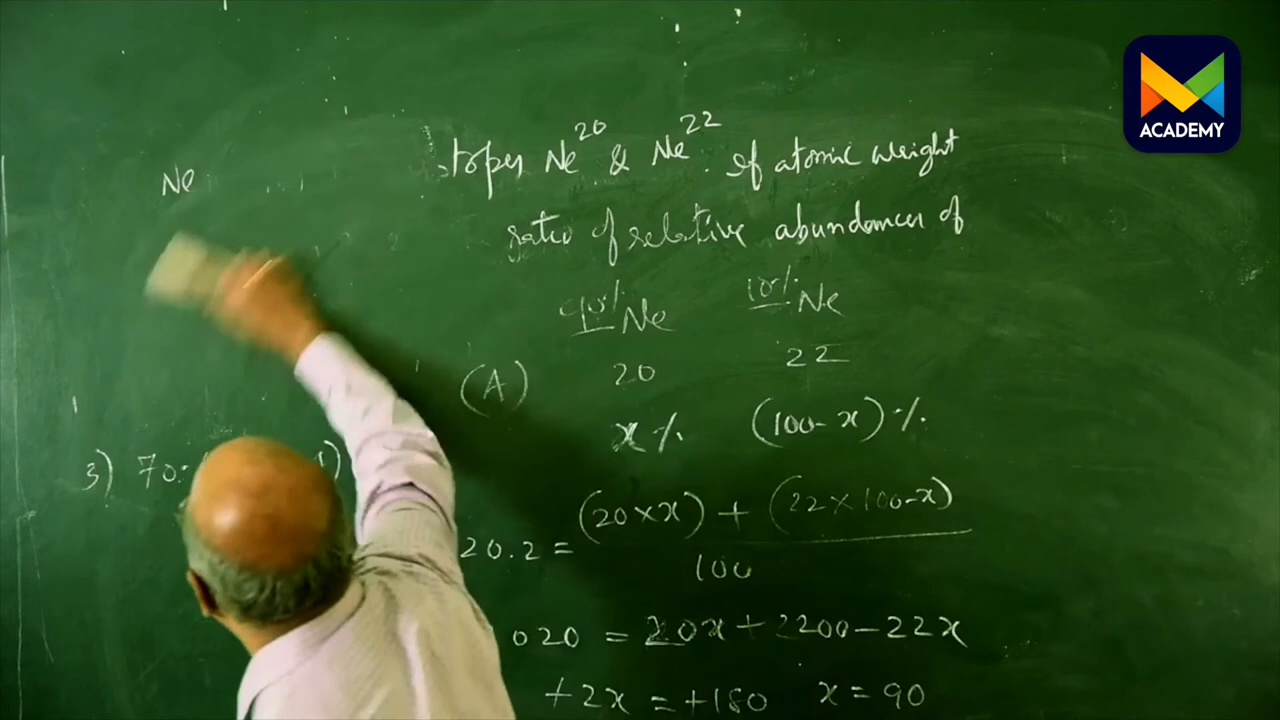 ACADEMY
Ne topes Ne²⁰ & Ne²². If atomic weight
ratio of relative abundances of
90% Ne 10% Ne
(A) 20 22
x% (100-x)%
3) 70:
20.2 = (20×x) + (22×100-x)
100
020 = 20x + 2200-22x
+2x = +180 x = 90